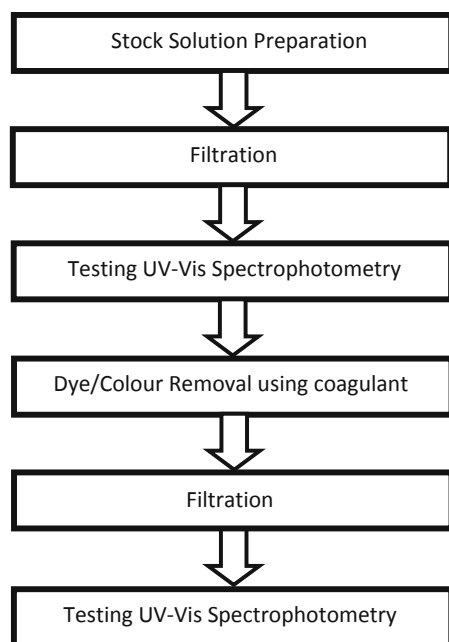 Stock Solution Preparation
Filtration
Testing UV-Vis Spectrophotometry
Dye/Colour Removal using coagulant
Filtration
Testing UV-Vis Spectrophotometry